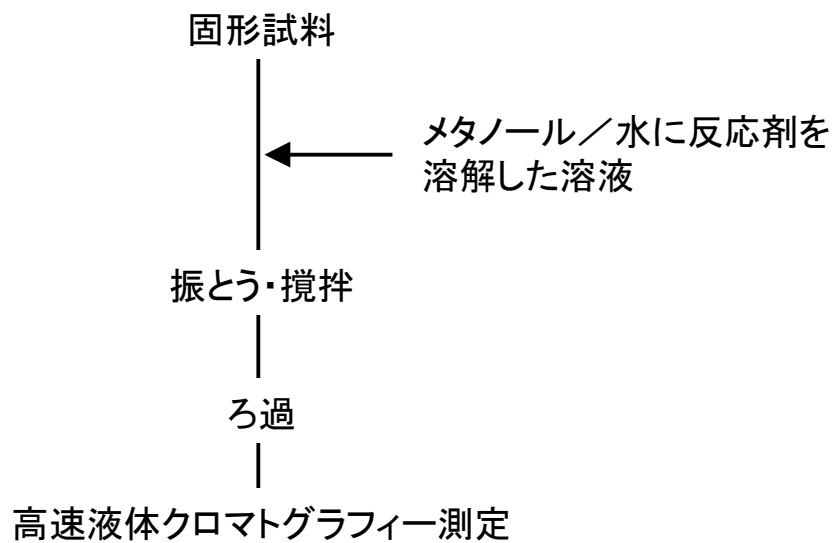 固形試料
メタノール／水に反応剤を
溶解した溶液
振とう・撹拌
ろ過
高速液体クロマトグラフィー測定